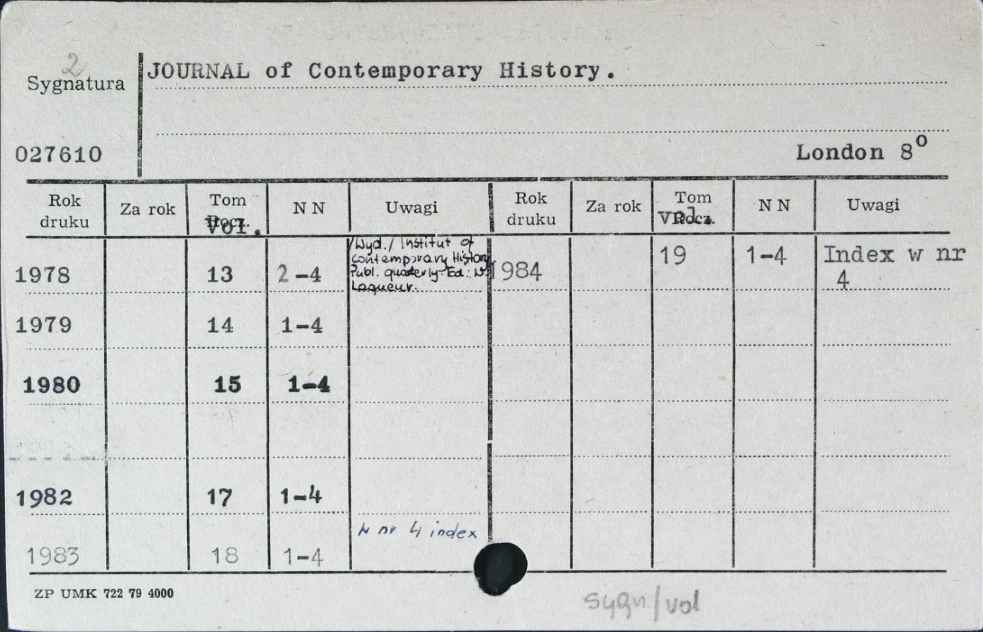 2
Sygnatura
JOURNAL of Contemporary History.
027610
London 8°
Rok druku Za rok Tom Vol. N N Uwagi Rok druku Za rok Tom Vol. N N Uwagi
/Wyd./ Institut of
Contemporary History
Publ. quaterly Ed: W.
Laqueur.
1978 13 2-4
1984 19 1-4 Index w nr
4
1979 14 1-4
1980 15 1-4
1982 17 1-4
w nr 4 index
1983 18 1-4
ZP UMK 722 79 4000
sygn/vol